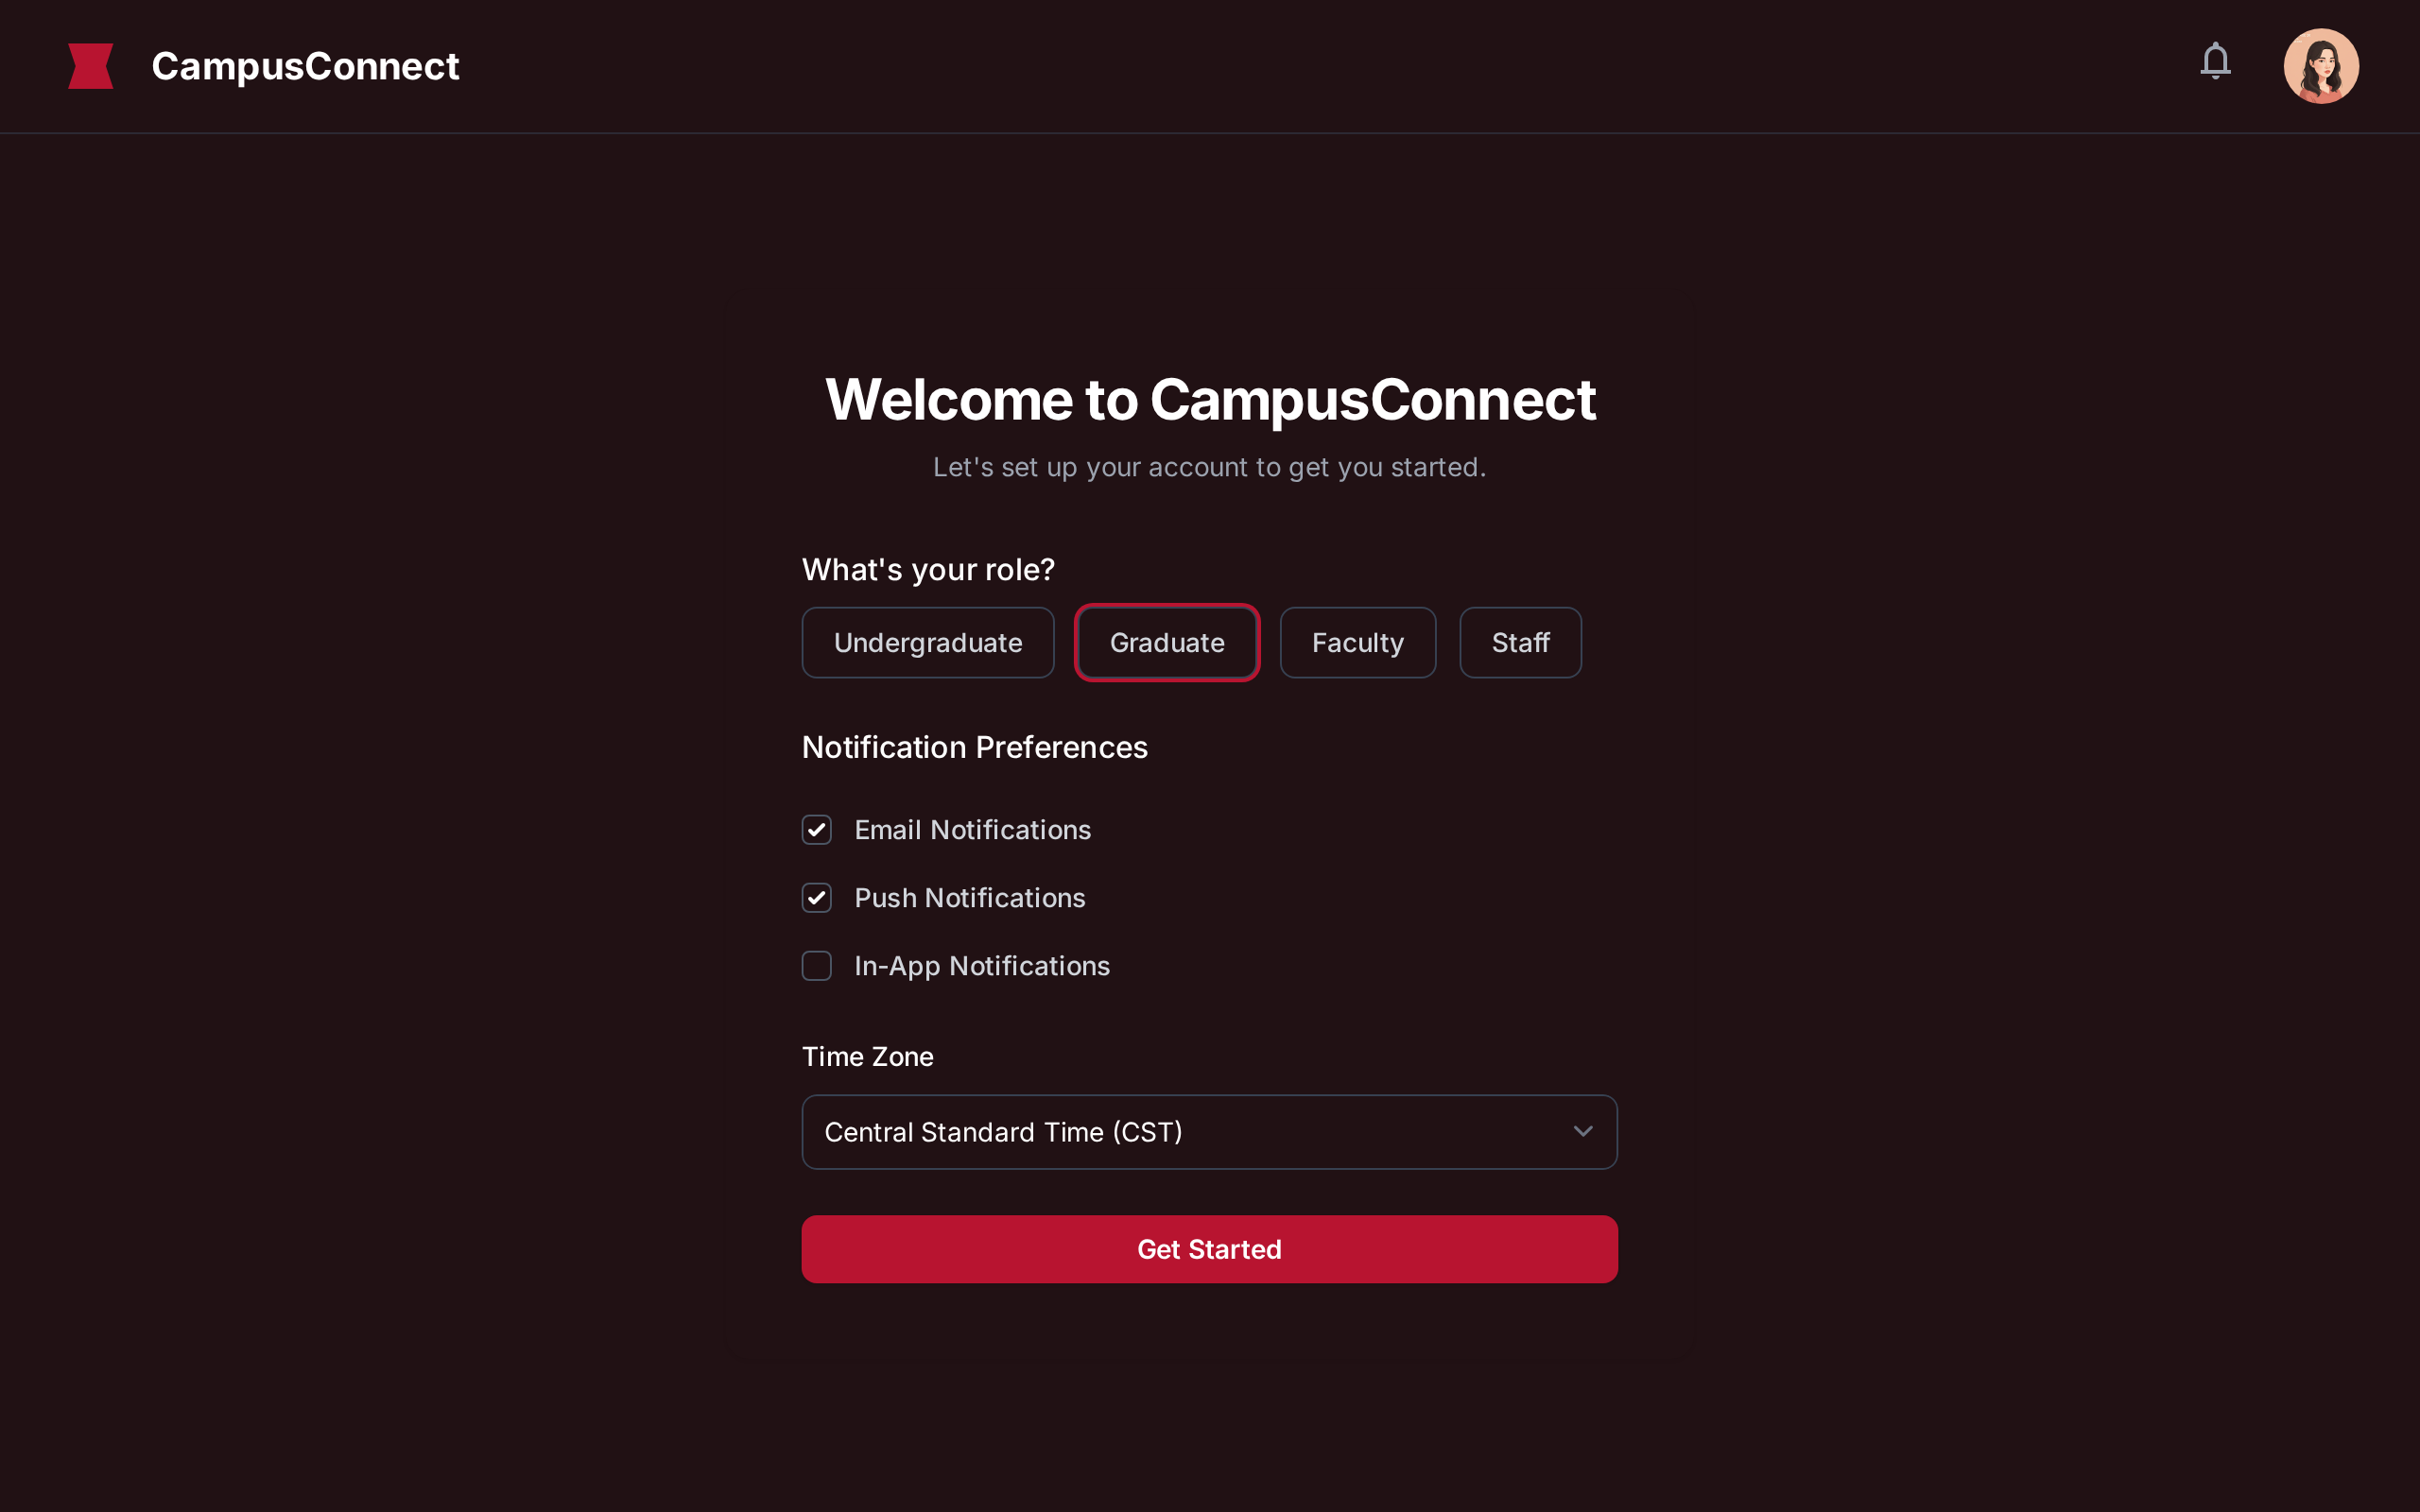 CampusConnect
Welcome to CampusConnect
Let's set up your account to get you started.
What's your role?
Undergraduate Graduate Faculty Staff
Notification Preferences
Email Notifications
Push Notifications
In-App Notifications
Time Zone
Central Standard Time (CST)
Get Started